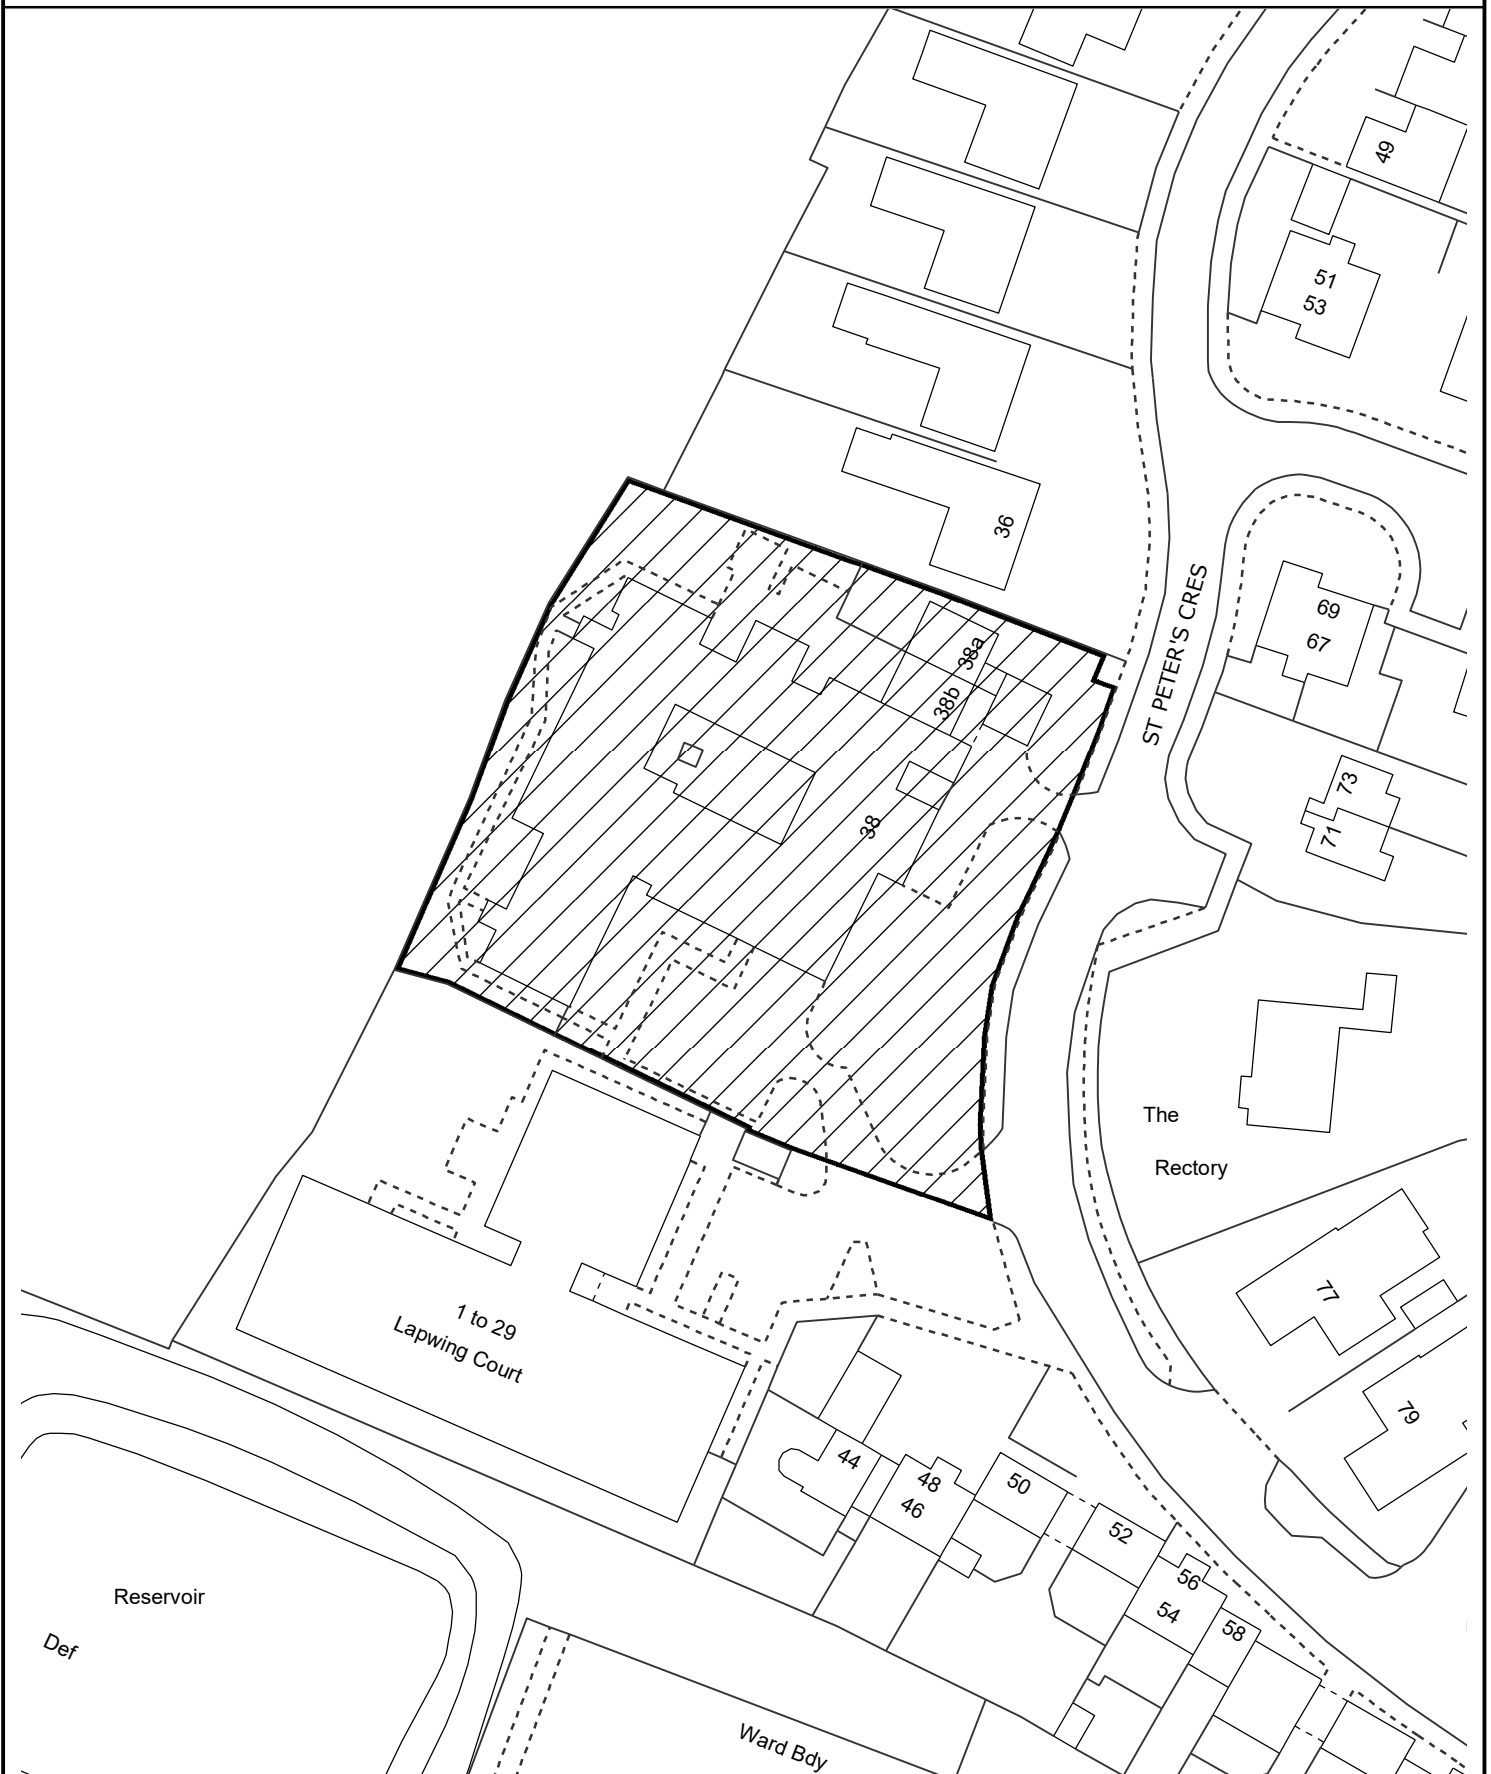 49
51
53
36
ST PETER'S CRES
69
67
38a
38b
73
71
38
The
Rectory
77
1 to 29
Lapwing Court
79
44
48
46
50
52
56
54
58
Reservoir
Def
Ward Bdy